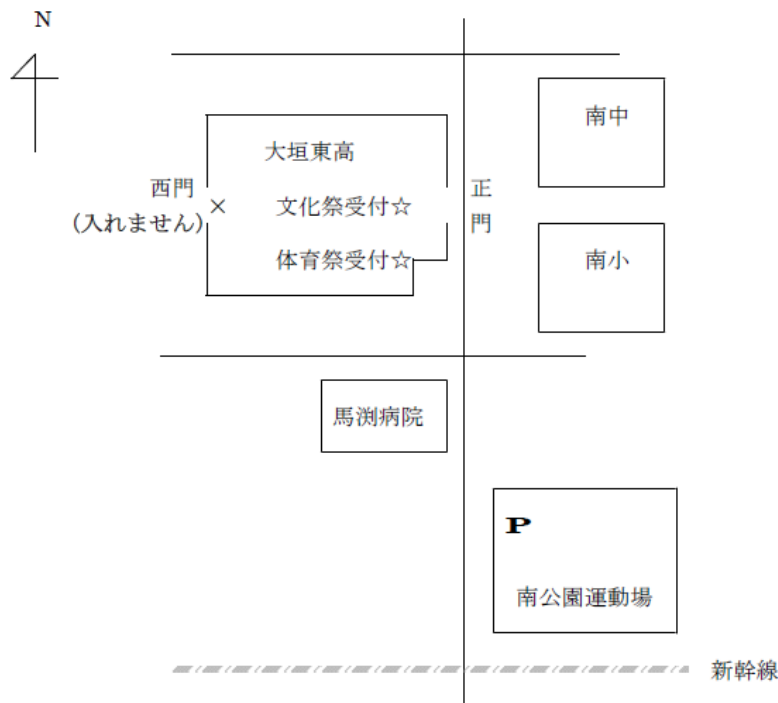 N
南中
大垣東高
西門
(入れません)
×
文化祭受付☆
正門
体育祭受付☆
南小
馬渕病院
P
南公園運動場
新幹線